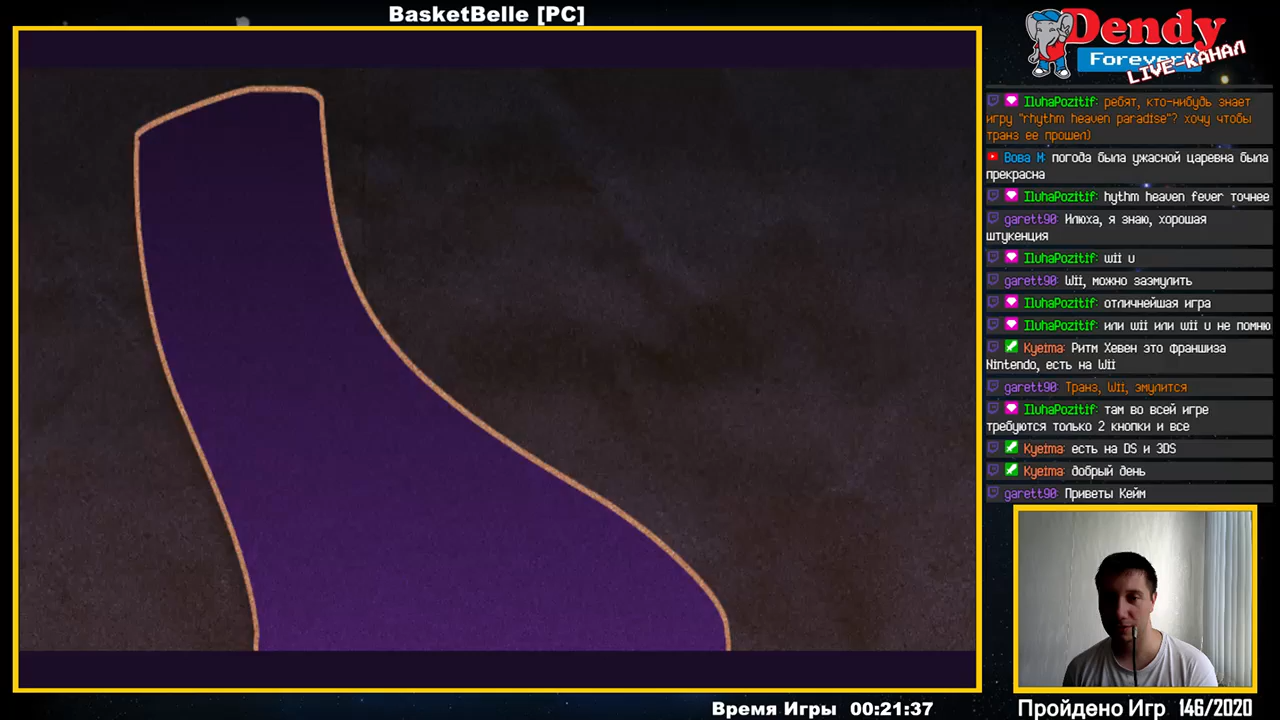 BasketBelle [PC]
Dendy
Forever
LIVE-КАНАЛ
IluhaPozitif: ребят, кто-нибудь знает
игру "rhythm heaven paradise"? хочу чтобы
транз ее прошел)
Вова М: погода была ужасной царевна была
прекрасна
IluhaPozitif: hythm heaven fever точнее
garett90: Илюха, я знаю, хорошая
штукенция
IluhaPozitif: wii u
garett90: Wii, можно заэмулить
IluhaPozitif: отличнейшая игра
IluhaPozitif: или wii или wii u не помню
Kyeima: Ритм Хевен это франшиза
Nintendo, есть на Wii
garett90: Транз, Wii, эмулится
IluhaPozitif: там во всей игре
требуются только 2 кнопки и все
Kyeima: есть на DS и 3DS
Kyeima: добрый день
garett90: Приветы Кейм
Время Игры 00:21:37
Пройдено Игр 146/2020